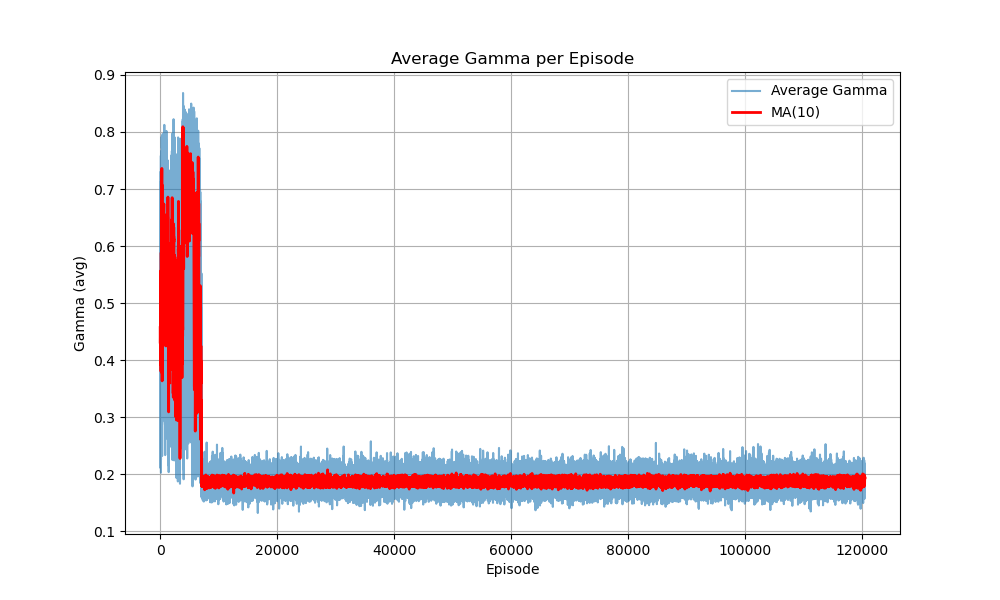 Average Gamma per Episode
Average Gamma
MA(10)
0.9
0.8
0.7
0.6
0.5
0.4
0.3
0.2
0.1
Gamma (avg)
0 20000 40000 60000 80000 100000 120000
Episode